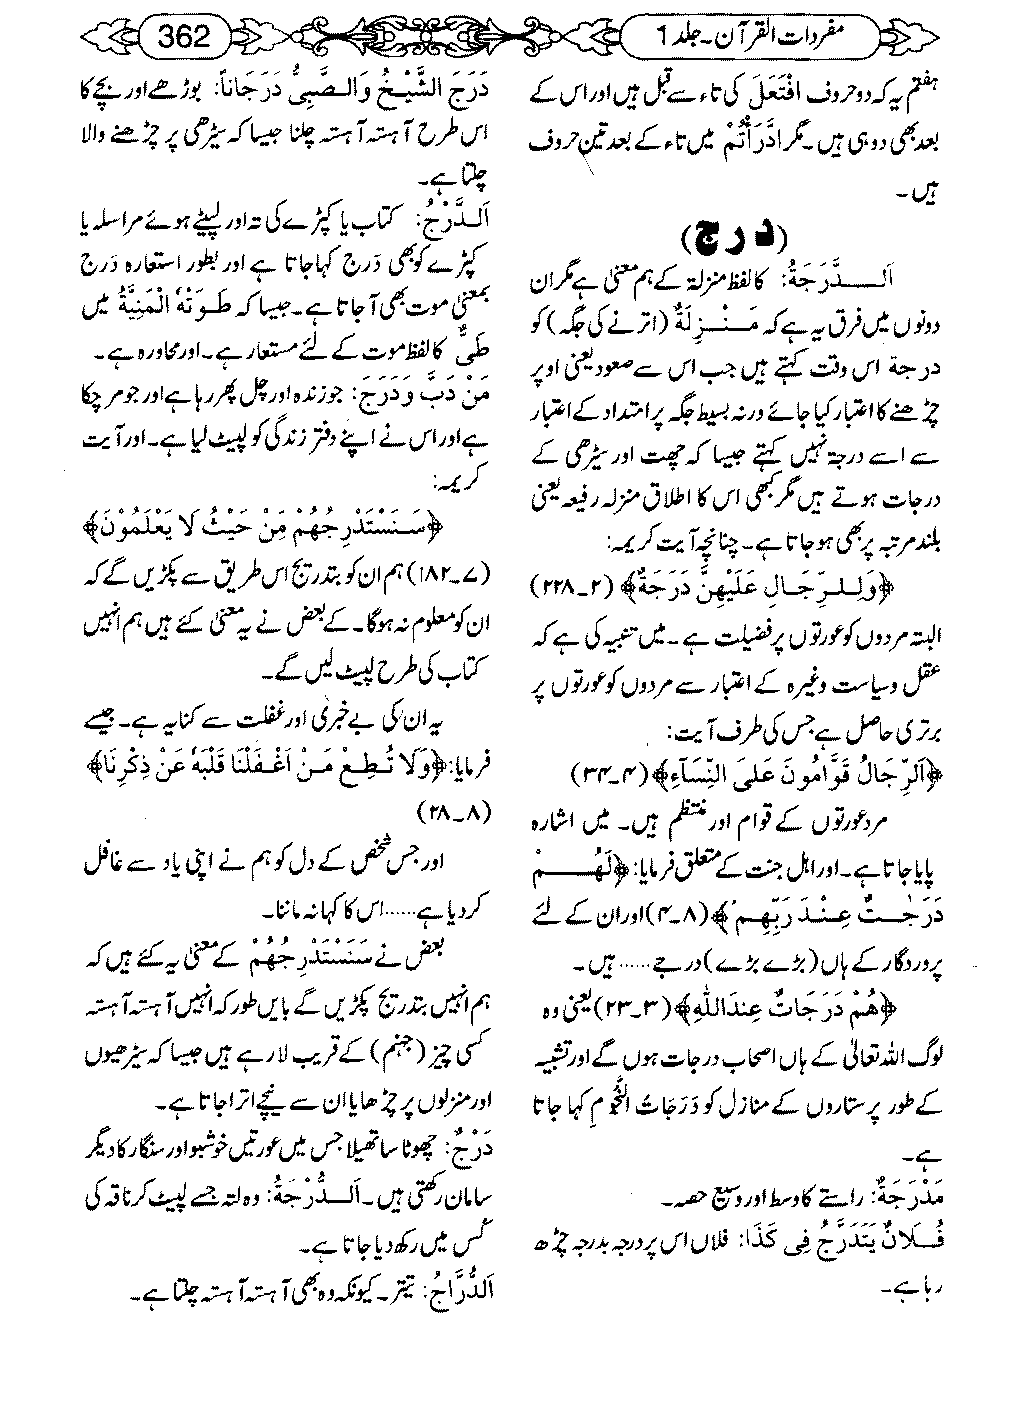 مفردات القرآن۔ جلد 1
362
ہفتم یہ کہ دو حروف افْتَعَلَ کی تاء سے قبل ہیں اور اس کے
بعد بھی دو ہی ہیں۔ مگر ادَّرَأْتُمْ میں تاء کے بعد تین حروف
ہیں۔
(د ر ج)
اَلدَّرَجَةُ: کا لفظ منزلۃ کے ہم معنی ہے مگر ان
دونوں میں فرق یہ ہے کہ مَنْزِلَةٌ (اترنے کی جگہ) کو
درجۃ اس وقت کہتے ہیں جب اس سے صعود یعنی اوپر
چڑھنے کا اعتبار کیا جائے ورنہ بسیط جگہ پر امتداد کے اعتبار
سے اسے درجۃ نہیں کہتے جیسا کہ چھت اور سیڑھی کے
درجات ہوتے ہیں مگر کبھی اس کا اطلاق منزلہ رفیعہ یعنی
بلند مرتبہ پر بھی ہو جاتا ہے۔ چنانچہ آیت کریمہ:
﴿وَلِلرِّجَالِ عَلَيْهِنَّ دَرَجَةٌ﴾ (۲۔۲۲۸)
البتہ مردوں کو عورتوں پر فضیلت ہے۔ میں تنبیہ کی ہے کہ
عقل وسیاست وغیرہ کے اعتبار سے مردوں کو عورتوں پر
برتری حاصل ہے جس کی طرف آیت:
﴿اَلرِّجَالُ قَوَّامُونَ عَلَى النِّسَآءِ﴾ (۴۔۳۴)
مرد عورتوں کے قوام اور منتظم ہیں۔ میں اشارہ
پایا جاتا ہے۔ اور اہل جنت کے متعلق فرمایا: ﴿لَهُمْ
دَرَجٰتٌ عِنْدَ رَبِّهِمْ﴾ (۸۔۴) اور ان کے لئے
پروردگار کے ہاں (بڑے بڑے) درجے ...... ہیں۔
﴿هُمْ دَرَجَاتٌ عِندَاللّٰهِ﴾ (۳۔۲۳) یعنی وہ
لوگ اللہ تعالیٰ کے ہاں اصحاب درجات ہوں گے اور تشبیہ
کے طور پر ستاروں کے منازل کو دَرَجَاتُ النُّجُومِ کہا جاتا
ہے۔
مَدْرَجَةٌ: راستے کا وسط اور وسیع حصہ۔
فُلَانٌ يَتَدَرَّجُ فِي كَذَا: فلاں اس پر درجہ بدرجہ چڑھ
رہا ہے۔
دَرَجَ الشَّيْخُ وَالصَّبِىُّ دَرَجَاناً: بوڑھے اور بچے کا
اس طرح آہستہ آہستہ چلنا جیسا کہ سیڑھی پر چڑھنے والا
چلتا ہے۔
اَلدَّرْجُ: کتاب یا کپڑے کی تہ اور لپیٹے ہوئے مراسلہ یا
کپڑے کو بھی دَرج کہا جاتا ہے اور بطور استعارہ دَرج
بمعنی موت بھی آ جاتا ہے۔ جیسا کہ طَوَتْهُ الْمَنِيَّةُ میں
طَیٌّ کا لفظ موت کے لئے مستعار ہے۔ اور محاورہ ہے۔
مَنْ دَبَّ وَدَرَجَ: جو زندہ اور چل پھر رہا ہے اور جو مر چکا
ہے اور اس نے اپنے دفتر زندگی کو لپیٹ لیا ہے۔ اور آیت
کریمہ:
﴿سَنَسْتَدْرِجُهُمْ مِّنْ حَيْثُ لَا يَعْلَمُونَ﴾
(۷۔۱۸۲) ہم ان کو بتدریج اس طریق سے پکڑیں گے کہ
ان کو معلوم نہ ہوگا۔ کے بعض نے یہ معنی کئے ہیں ہم انہیں
کتاب کی طرح لپیٹ لیں گے۔
یہ ان کی بے خبری اور غفلت سے کنایہ ہے۔ جیسے
فرمایا: ﴿وَلَا تُطِعْ مَنْ اَغْفَلْنَا قَلْبَهٗ عَنْ ذِكْرِنَا﴾
(۸۔۲۸)
اور جس شخص کے دل کو ہم نے اپنی یاد سے غافل
کر دیا ہے ...... اس کا کہا نہ ماننا۔
بعض نے سَنَسْتَدْرِجُهُمْ کے معنی یہ کئے ہیں کہ
ہم انہیں بتدریج پکڑیں گے بایں طور کہ انہیں آہستہ آہستہ
کسی چیز (جہنم) کے قریب لا رہے ہیں جیسا کہ سیڑھیوں
اور منزلوں پر چڑھا یا ان سے نیچے اترا جاتا ہے۔
دَرْجٌ: چھوٹا سا تھیلا جس میں عورتیں خوشبو اور سنگار کا دیگر
سامان رکھتی ہیں۔ اَلدُّرْجَةُ: وہ لتہ جسے لپیٹ کر ناقہ کی
کُس میں رکھ دیا جاتا ہے۔
اَلدُّرَّاجُ: تیتر۔ کیونکہ وہ بھی آہستہ آہستہ چلتا ہے۔